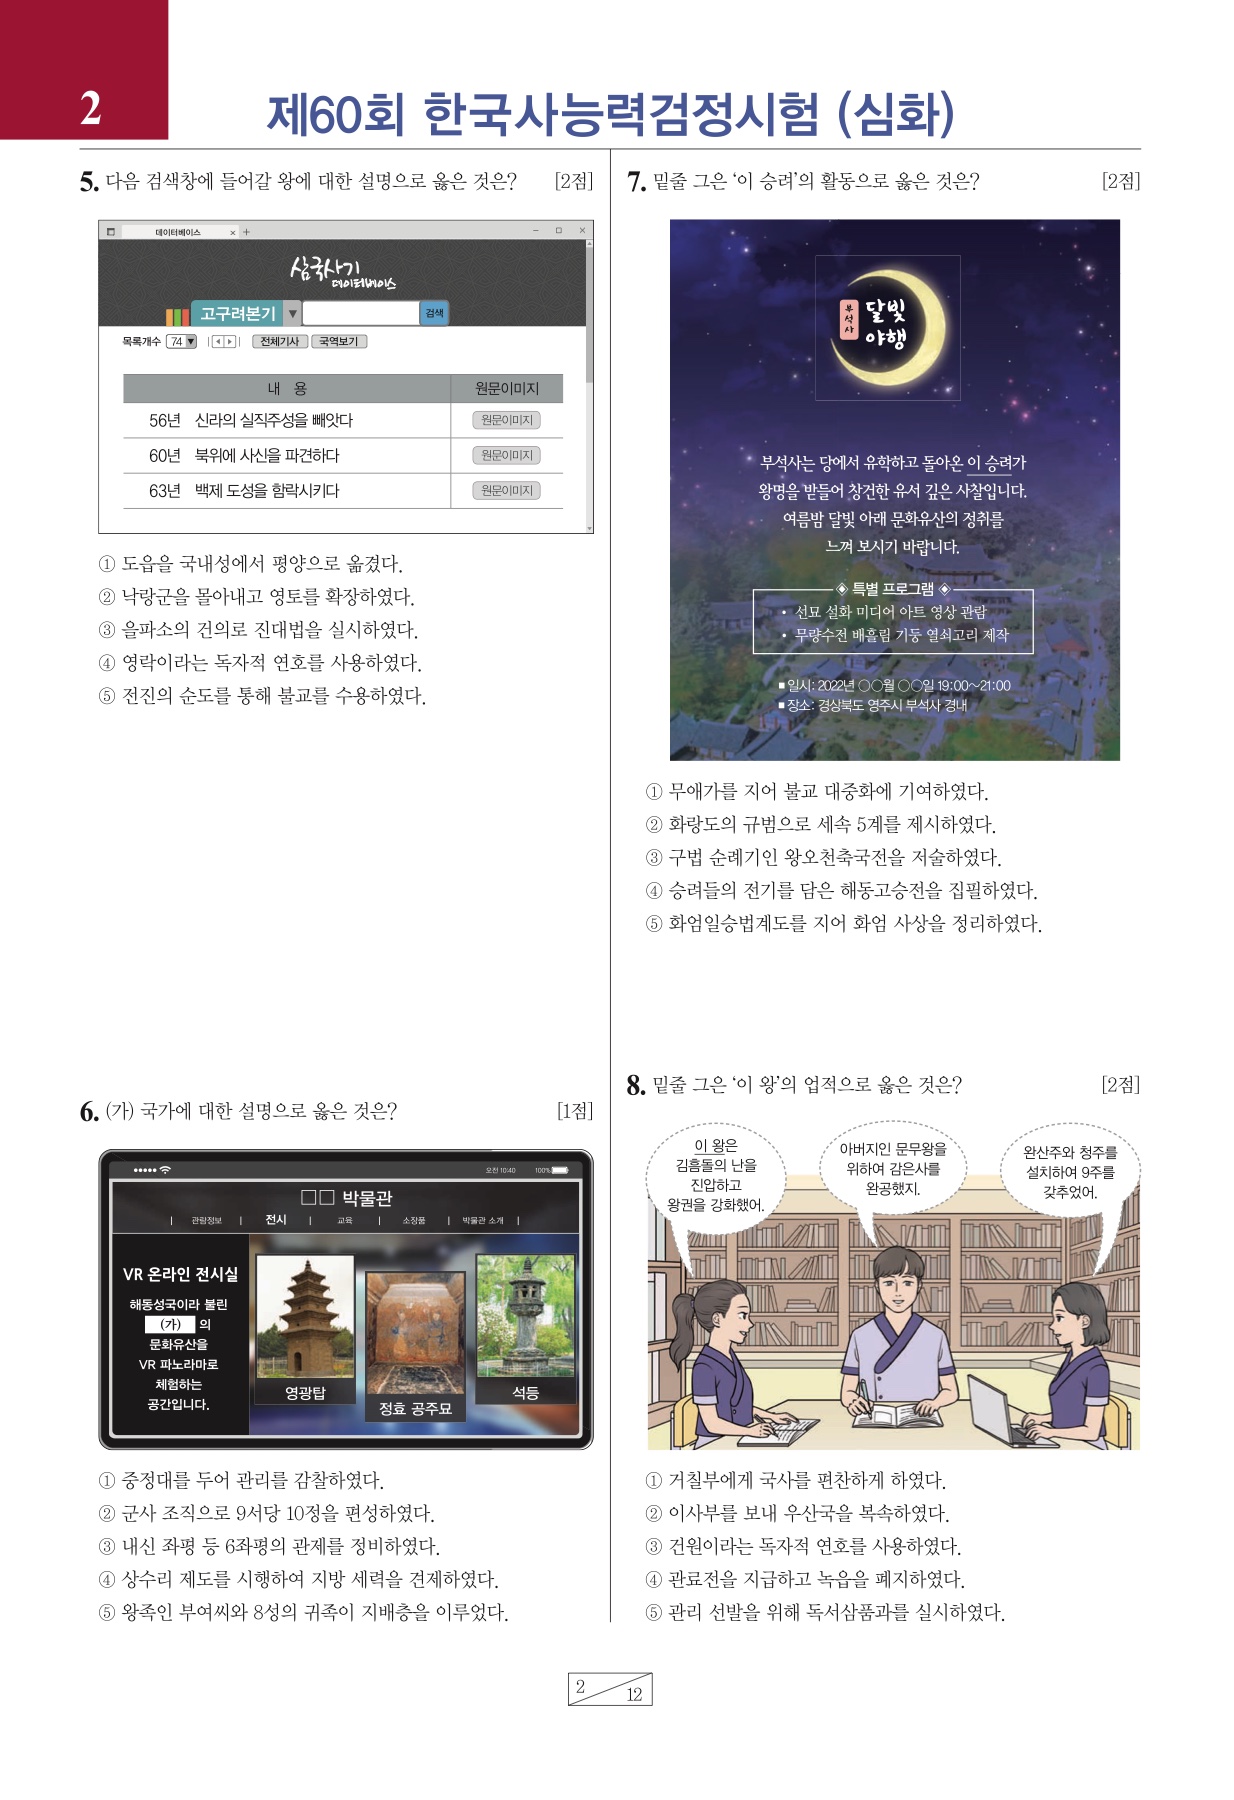 2
제60회 한국사능력검정시험 (심화)
5. 다음 검색창에 들어갈 왕에 대한 설명으로 옳은 것은? [2점]
데이터베이스 × +
삼국사기
데이터베이스
고구려본기 ▼ 검색
목록개수 74 ▼ 전체기사 국역보기
내 용 원문이미지
56년 신라의 실직주성을 빼앗다 원문이미지
60년 북위에 사신을 파견하다 원문이미지
63년 백제 도성을 함락시키다 원문이미지
① 도읍을 국내성에서 평양으로 옮겼다.
② 낙랑군을 몰아내고 영토를 확장하였다.
③ 을파소의 건의로 진대법을 실시하였다.
④ 영락이라는 독자적 연호를 사용하였다.
⑤ 전진의 순도를 통해 불교를 수용하였다.
6. (가) 국가에 대한 설명으로 옳은 것은? [1점]
오전 10:40 100%
□□ 박물관
| 관람정보 | 전시 | 교육 | 소장품 | 박물관 소개 |
VR 온라인 전시실
해동성국이라 불린
(가) 의
문화유산을
VR 파노라마로
체험하는
공간입니다.
영광탑
정효 공주묘
석등
① 중정대를 두어 관리를 감찰하였다.
② 군사 조직으로 9서당 10정을 편성하였다.
③ 내신 좌평 등 6좌평의 관제를 정비하였다.
④ 상수리 제도를 시행하여 지방 세력을 견제하였다.
⑤ 왕족인 부여씨와 8성의 귀족이 지배층을 이루었다.
7. 밑줄 그은 ‘이 승려’의 활동으로 옳은 것은? [2점]
부석사
달빛
야행
부석사는 당에서 유학하고 돌아온 이 승려가
왕명을 받들어 창건한 유서 깊은 사찰입니다.
여름밤 달빛 아래 문화유산의 정취를
느껴 보시기 바랍니다.
◈ 특별 프로그램 ◈
• 선묘 설화 미디어 아트 영상 관람
• 무량수전 배흘림 기둥 열쇠고리 제작
■ 일시: 2022년 ○○월 ○○일 19:00~21:00
■ 장소: 경상북도 영주시 부석사 경내
① 무애가를 지어 불교 대중화에 기여하였다.
② 화랑도의 규범으로 세속 5계를 제시하였다.
③ 구법 순례기인 왕오천축국전을 저술하였다.
④ 승려들의 전기를 담은 해동고승전을 집필하였다.
⑤ 화엄일승법계도를 지어 화엄 사상을 정리하였다.
8. 밑줄 그은 ‘이 왕’의 업적으로 옳은 것은? [2점]
이 왕은
김흠돌의 난을
진압하고
왕권을 강화했어.
아버지인 문무왕을
위하여 감은사를
완공했지.
완산주와 청주를
설치하여 9주를
갖추었어.
① 거칠부에게 국사를 편찬하게 하였다.
② 이사부를 보내 우산국을 복속하였다.
③ 건원이라는 독자적 연호를 사용하였다.
④ 관료전을 지급하고 녹읍을 폐지하였다.
⑤ 관리 선발을 위해 독서삼품과를 실시하였다.
2
12